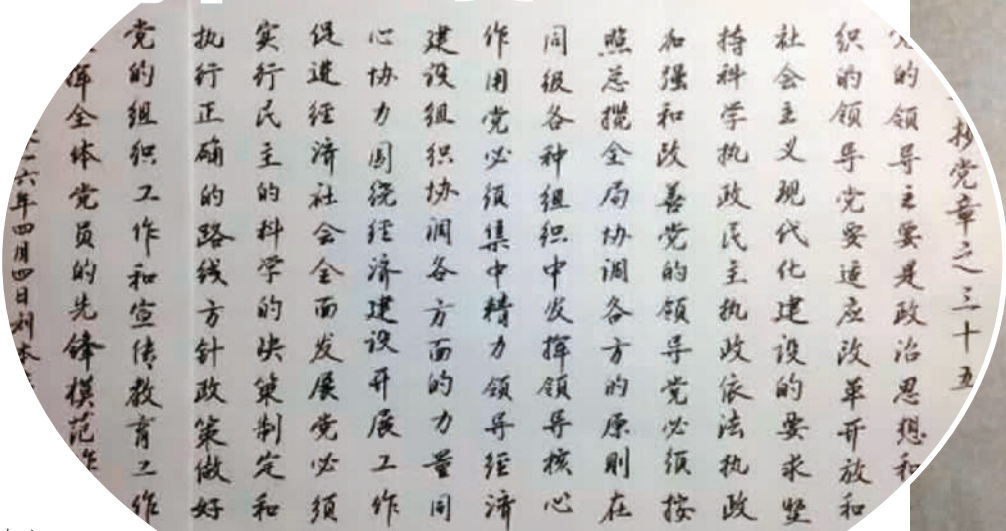 抄党章之三十五
党的领导主要是政治思想和
织的领导党要适应改革开放和
社会主义现代化建设的要求坚
持科学执政民主执政依法执政
加强和改善党的领导党必须按
照总揽全局协调各方的原则在
同级各种组织中发挥领导核心
作用党必须集中精力领导经济
建设组织协调各方面的力量同
心协力围绕经济建设开展工作
促进经济社会全面发展党必须
实行民主的科学的决策制定和
执行正确的路线方针政策做好
党的组织工作和宣传教育工作
挥全体党员的先锋模范作
一六年四月四日刘本